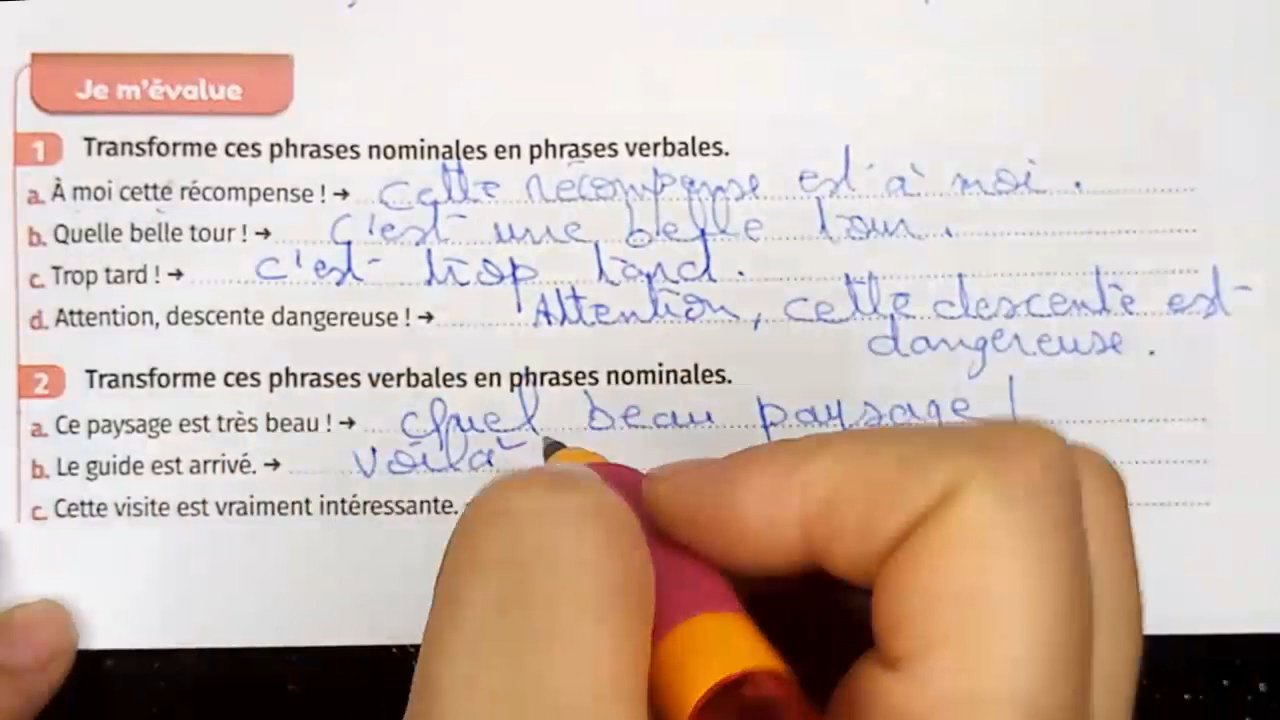 Je m'évalue
1 Transforme ces phrases nominales en phrases verbales.
a. À moi cette récompense ! → cette récompense est à moi .
b. Quelle belle tour ! → C'est une belle tour .
c. Trop tard ! → c'est trop tard .
d. Attention, descente dangereuse ! → Attention, cette descente est
dangereuse .
2 Transforme ces phrases verbales en phrases nominales.
a. Ce paysage est très beau ! → Quel beau paysage !
b. Le guide est arrivé. → Voilà
c. Cette visite est vraiment intéressante.